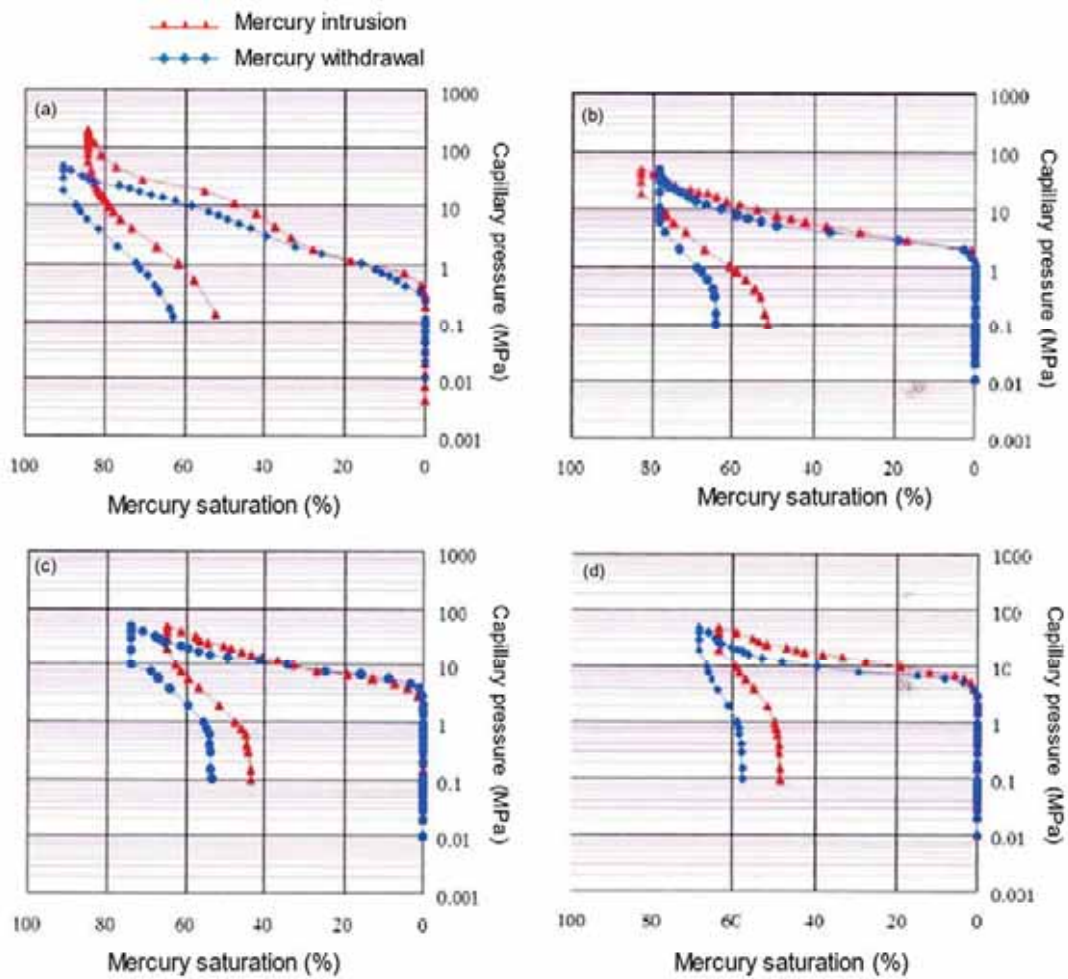 Mercury intrusion
Mercury withdrawal
(a)
1000
100
10
1
0.1
0.01
0.001
Capillary pressure (MPa)
100 80 60 40 20 0
Mercury saturation (%)
(b)
1000
100
10
1
0.1
0.01
0.001
Capillary pressure (MPa)
100 80 60 40 20 0
Mercury saturation (%)
(c)
1000
100
10
1
0.1
0.01
0.001
Capillary pressure (MPa)
100 80 60 40 20 0
Mercury saturation (%)
(d)
1000
100
10
1
0.1
0.01
0.001
Capillary pressure (MPa)
100 80 60 40 20 0
Mercury saturation (%)